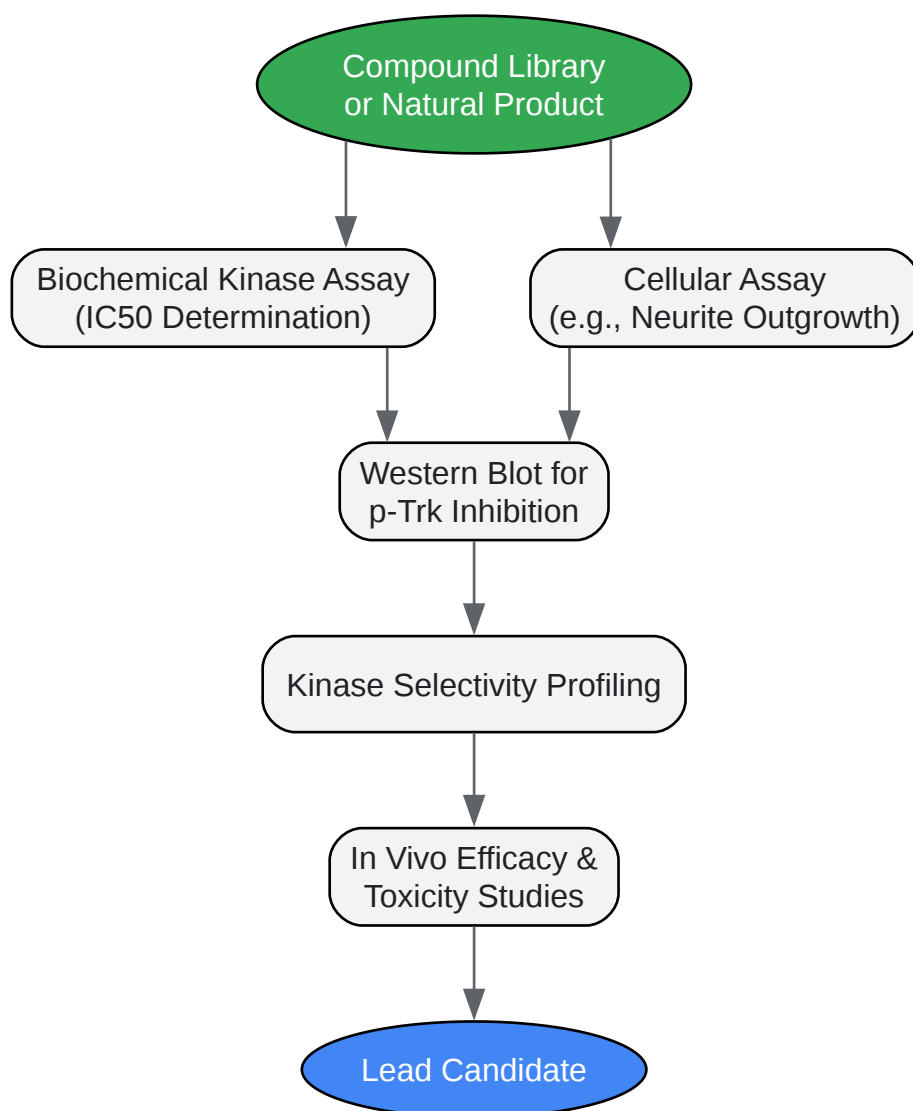 Compound Library
or Natural Product
Biochemical Kinase Assay
(IC50 Determination)
Cellular Assay
(e.g., Neurite Outgrowth)
Western Blot for
p-Trk Inhibition
Kinase Selectivity Profiling
In Vivo Efficacy &
Toxicity Studies
Lead Candidate